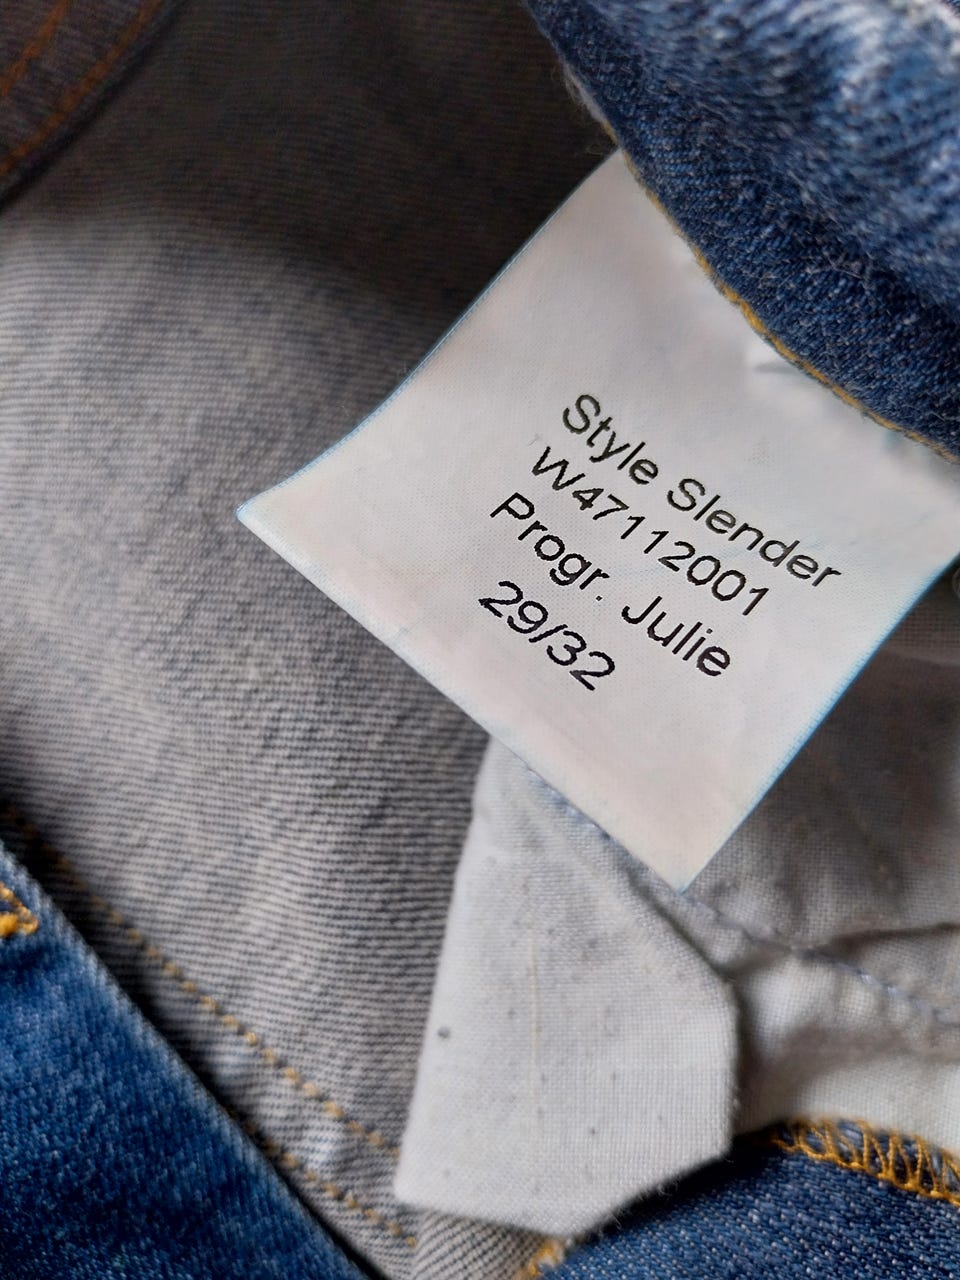 Style Slender
W47112001
Progr. Julie
29/32